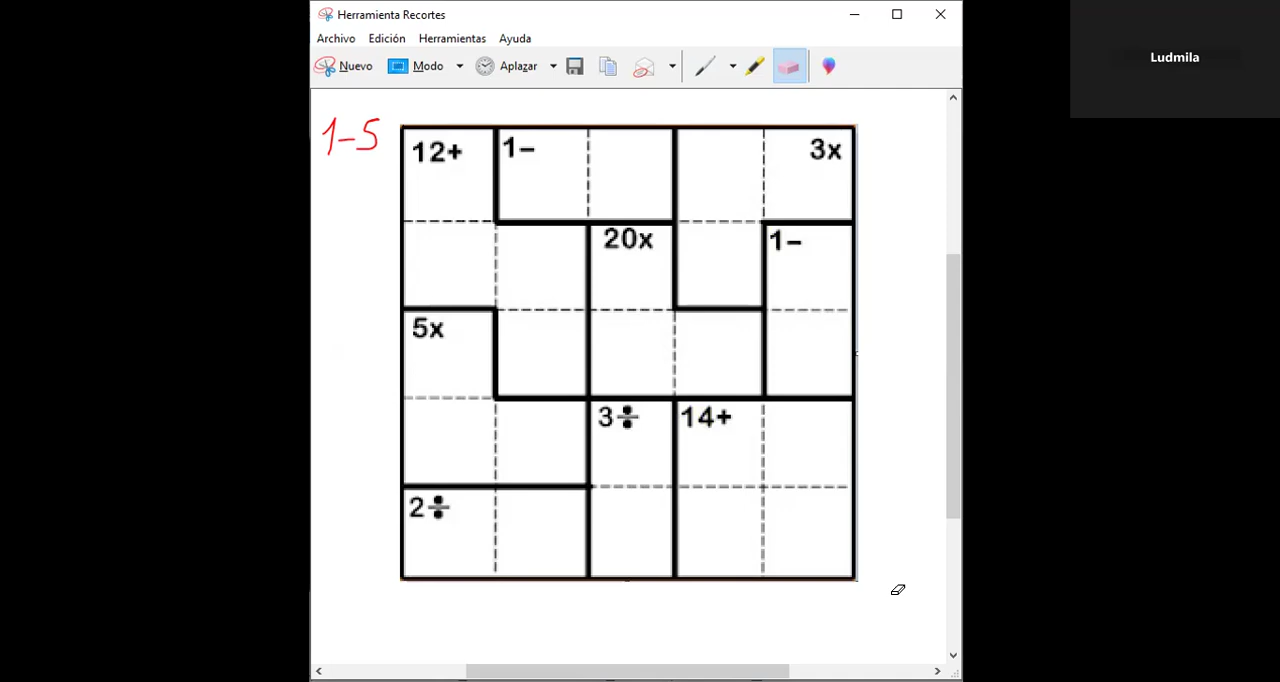 Herramienta Recortes
Archivo Edición Herramientas Ayuda
Nuevo Modo Aplazar
Ludmila
1-5
12+ 1- 3x
20x 1-
5x
3÷ 14+
2÷